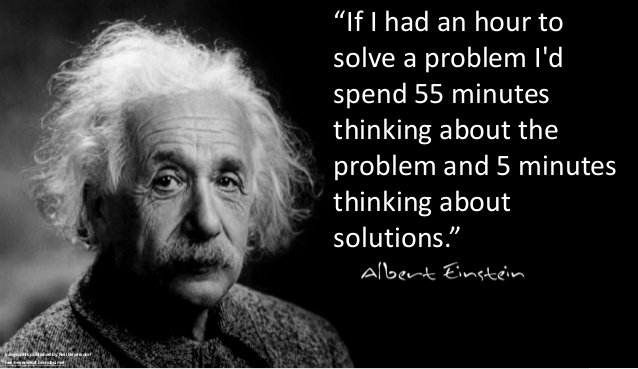 “If I had an hour to
solve a problem I'd
spend 55 minutes
thinking about the
problem and 5 minutes
thinking about
solutions.”
Albert Einstein